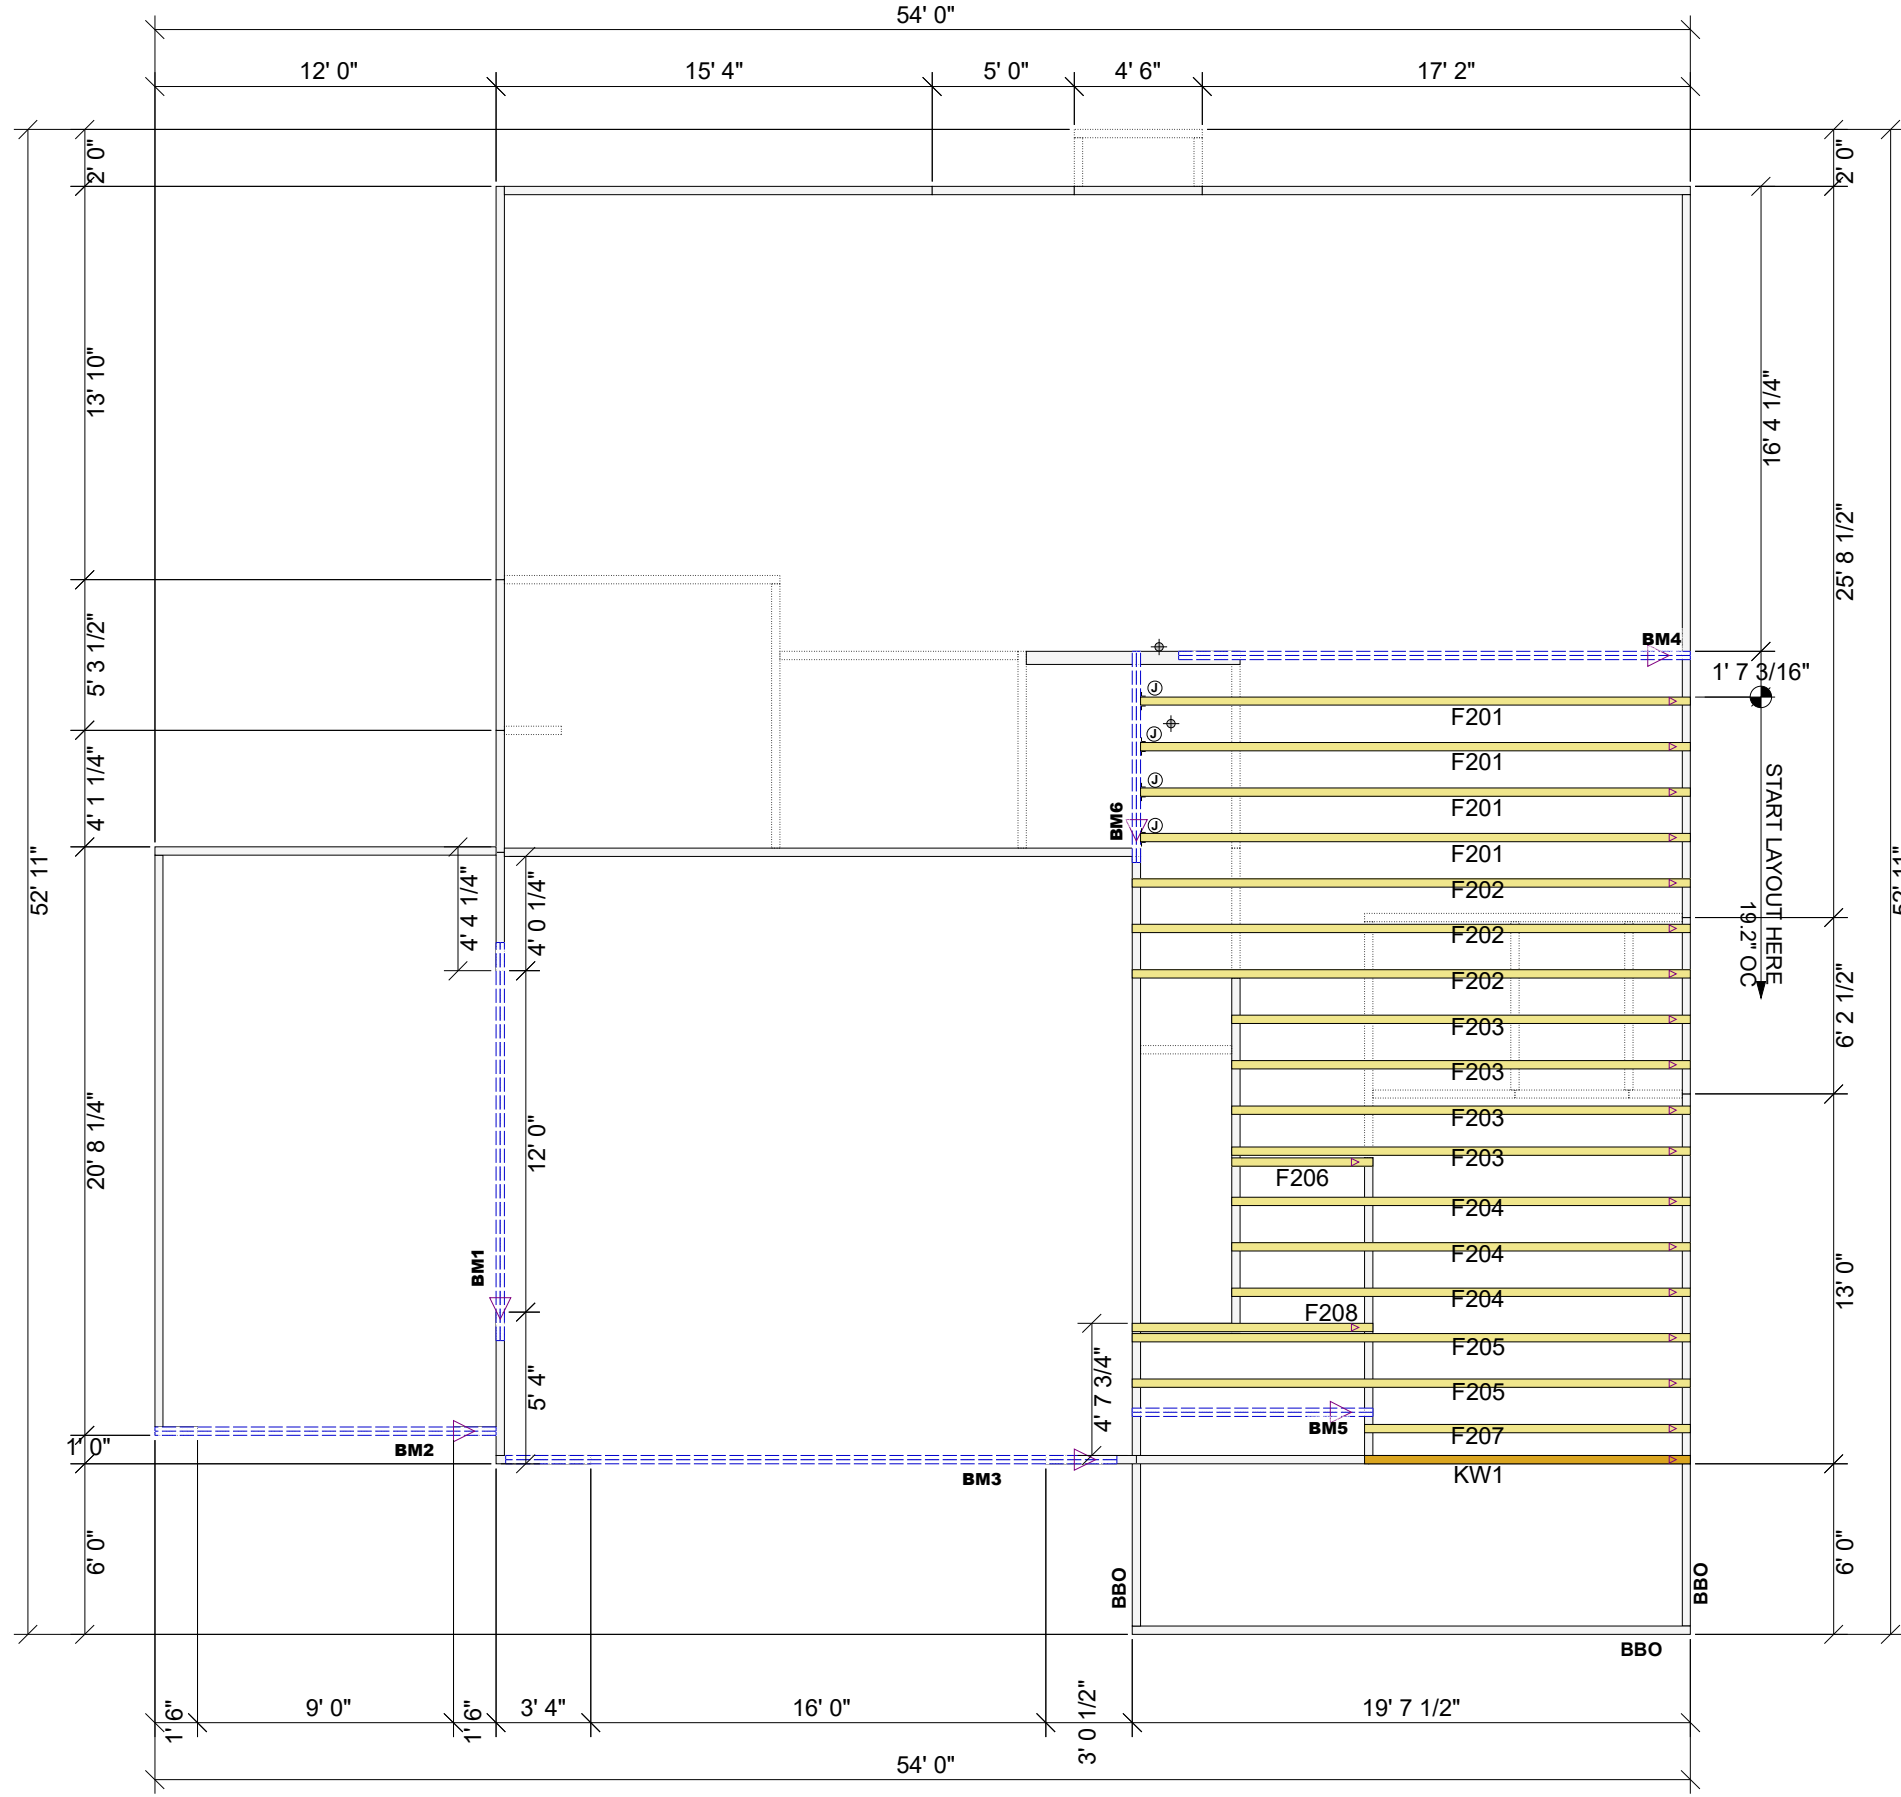 54' 0"
12' 0"
15' 4"
5' 0"
4' 6"
17' 2"
2' 0"
2' 0"
13' 10"
16' 4 1/4"
25' 8 1/2"
5' 3 1/2"
BM4
1' 7 3/16"
J
F201
J
F201
J
F201
J
F201
BM6
4' 1 1/4"
52' 11"
52' 11"
START LAYOUT HERE
19.2" OC
F202
F202
F202
4' 4 1/4"
4' 0 1/4"
6' 2 1/2"
F203
F203
F203
F203
20' 8 1/4"
12' 0"
F206
F204
F204
F204
BM1
13' 0"
F208
F205
F205
5' 4"
4' 7 3/4"
BM5
F207
1' 0"
BM2
BM3
KW1
6' 0"
6' 0"
BBO
BBO
BBO
1' 6"
9' 0"
1' 6"
3' 4"
16' 0"
3' 0 1/2"
19' 7 1/2"
54' 0"